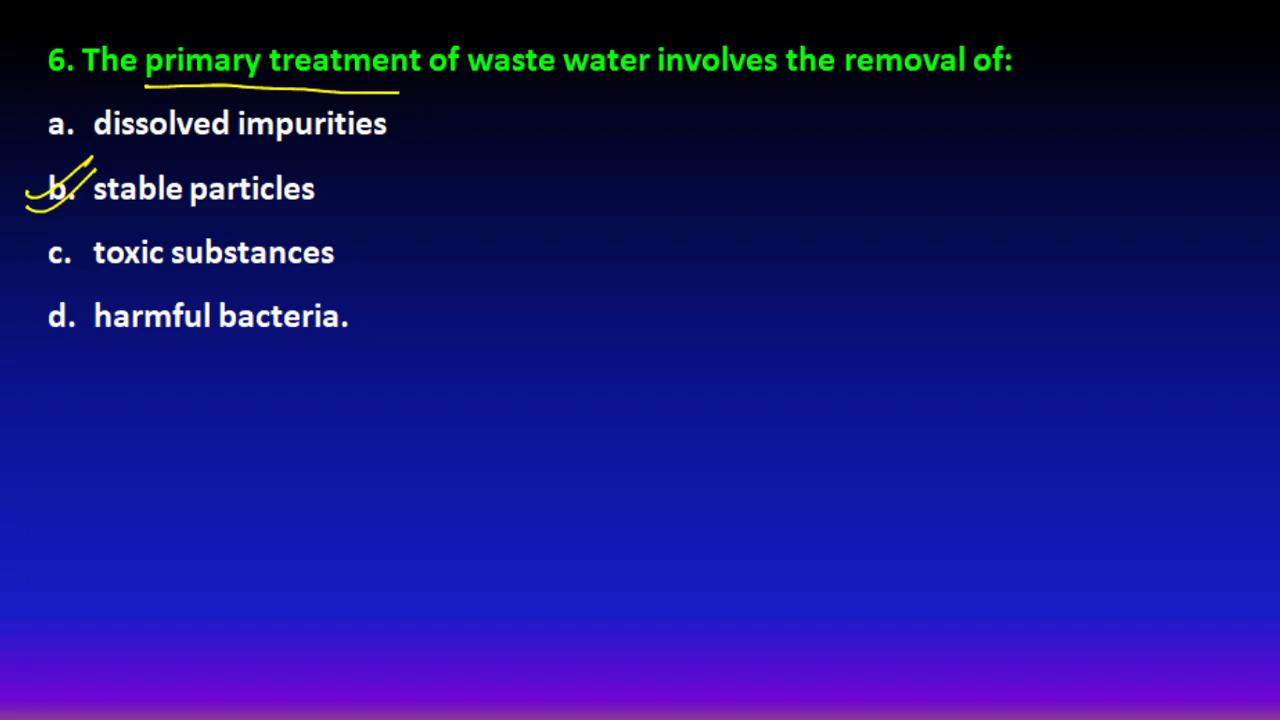 6. The primary treatment of waste water involves the removal of:
a. dissolved impurities
b. stable particles
c. toxic substances
d. harmful bacteria.